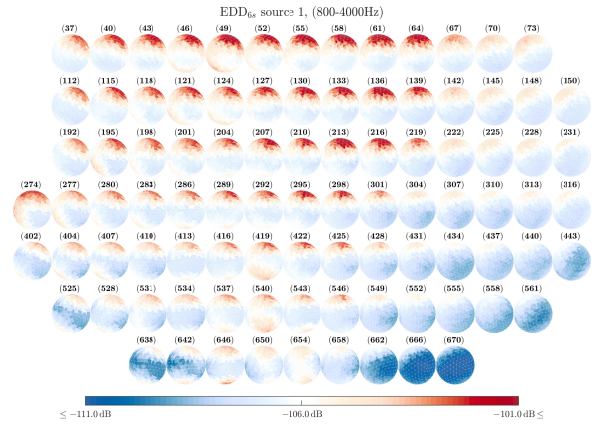 EDD6s source 1, (800-4000Hz)
(37) (40) (43) (46) (49) (52) (55) (58) (61) (64) (67) (70) (73)
(112) (115) (118) (121) (124) (127) (130) (133) (136) (139) (142) (145) (148) (150)
(192) (195) (198) (201) (204) (207) (210) (213) (216) (219) (222) (225) (228) (231)
(274) (277) (280) (283) (286) (289) (292) (295) (298) (301) (304) (307) (310) (313) (316)
(402) (404) (407) (410) (413) (416) (419) (422) (425) (428) (431) (434) (437) (440) (443)
(525) (528) (531) (534) (537) (540) (543) (546) (549) (552) (555) (558) (561)
(638) (642) (646) (650) (654) (658) (662) (666) (670)
≤ −111.0 dB −106.0 dB −101.0 dB ≤